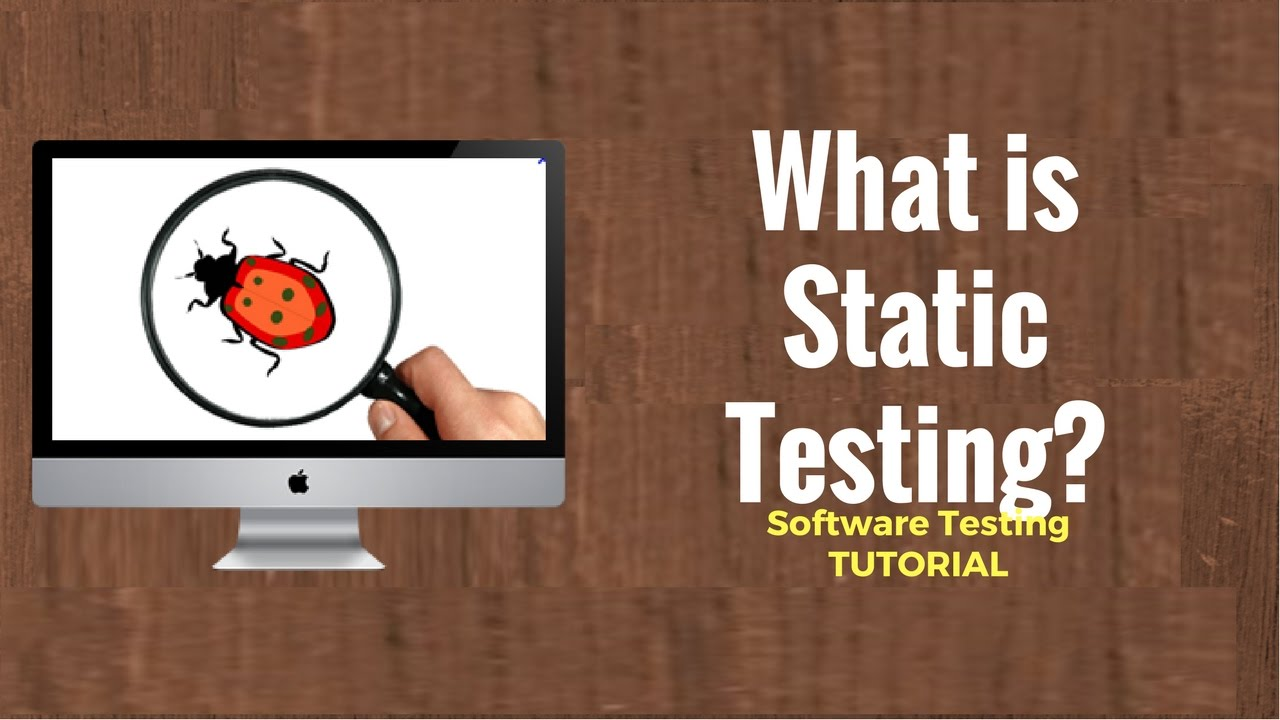 What is
Static
Testing?
Software Testing
TUTORIAL